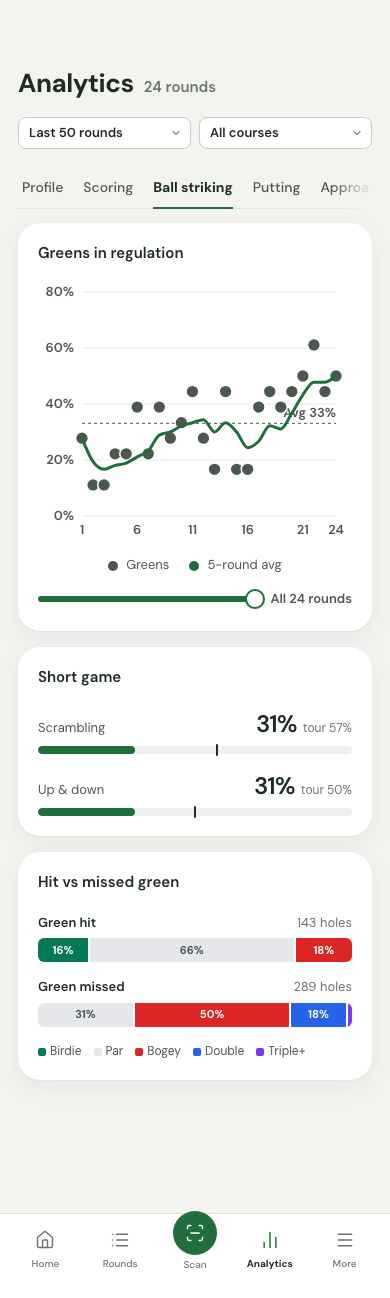 Analytics 24 rounds
Last 50 rounds All courses
Profile Scoring Ball striking Putting Approa
Greens in regulation
80%
60%
40%
Avg 33%
20%
0%
1 6 11 16 21 24
Greens 5-round avg
All 24 rounds
Short game
Scrambling 31% tour 57%
Up & down 31% tour 50%
Hit vs missed green
Green hit 143 holes
16% 66% 18%
Green missed 289 holes
31% 50% 18%
Birdie Par Bogey Double Triple+
Home Rounds Scan Analytics More